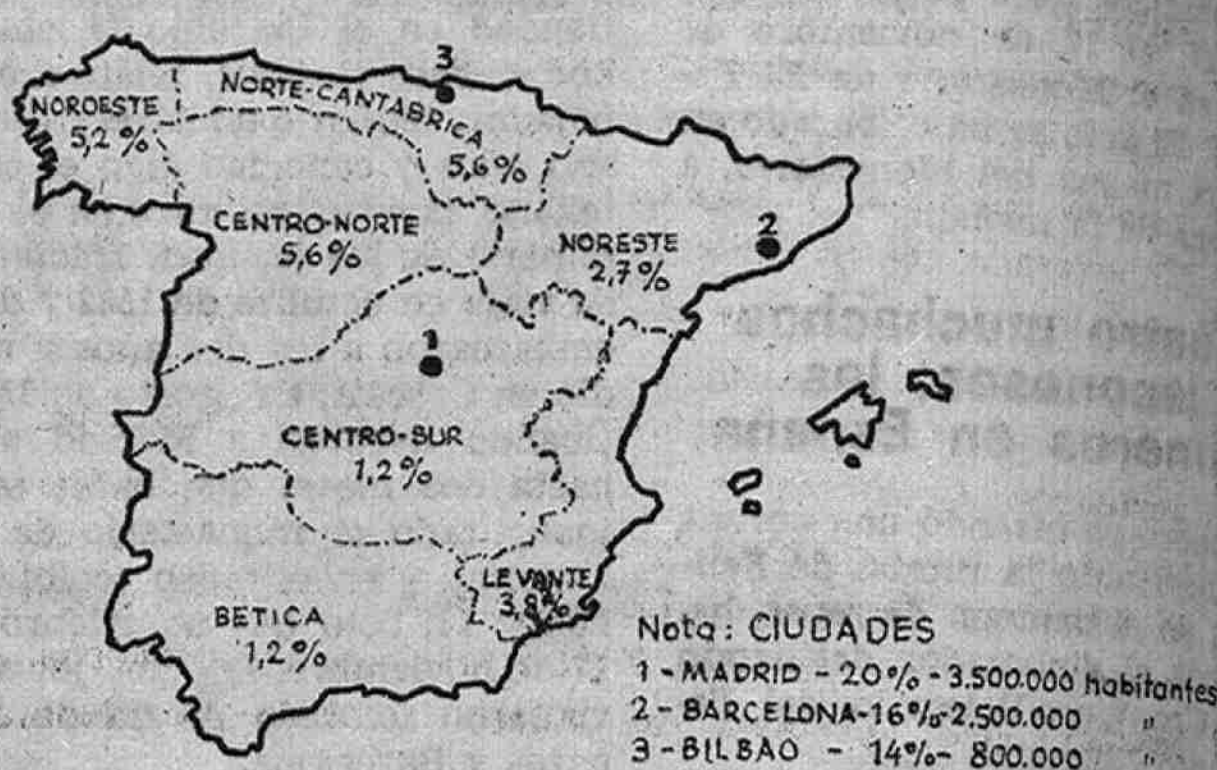 3
NOROESTE
5,2%
NORTE-CANTABRICA
5,6%
CENTRO-NORTE
5,6%
NORESTE
2,7%
2
1
CENTRO-SUR
1,2%
LEVANTE
3,8%
BETICA
1,2%
Nota: CIUDADES
1 - MADRID - 20% - 3.500.000 habitantes
2 - BARCELONA - 16% - 2.500.000 "
3 - BILBAO - 14% - 800.000 "